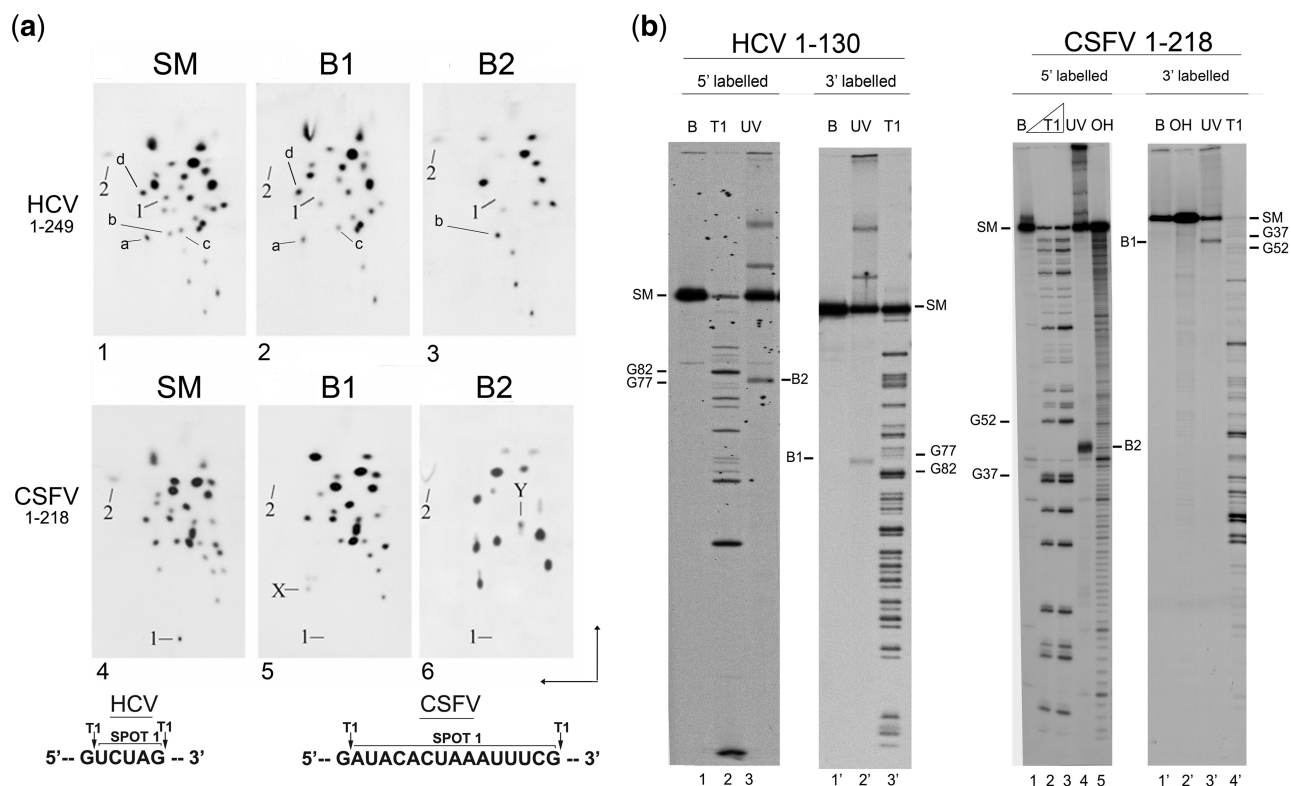 (a)
SM B1 B2
HCV
1-249
d
2
1
b
a
c
1
d
2
1
a
c
2
2
1
b
3
SM B1 B2
CSFV
1-218
2
1
4
2
X
1
5
2
Y
1
6
HCV
T1 T1
SPOT 1
5'-- GUCUAG -- 3'
CSFV
T1 T1
SPOT 1
5'-- GAUACACUAAAUUUCG -- 3'
(b)
HCV 1-130
5' labelled 3' labelled
B T1 UV B UV T1
SM
G82
G77
B2
SM
B1
G77
G82
1 2 3 1' 2' 3'
CSFV 1-218
5' labelled 3' labelled
B T1 UV OH B OH UV T1
SM
G52
G37
B2
SM
G37
G52
B1
1 2 3 4 5 1' 2' 3' 4'